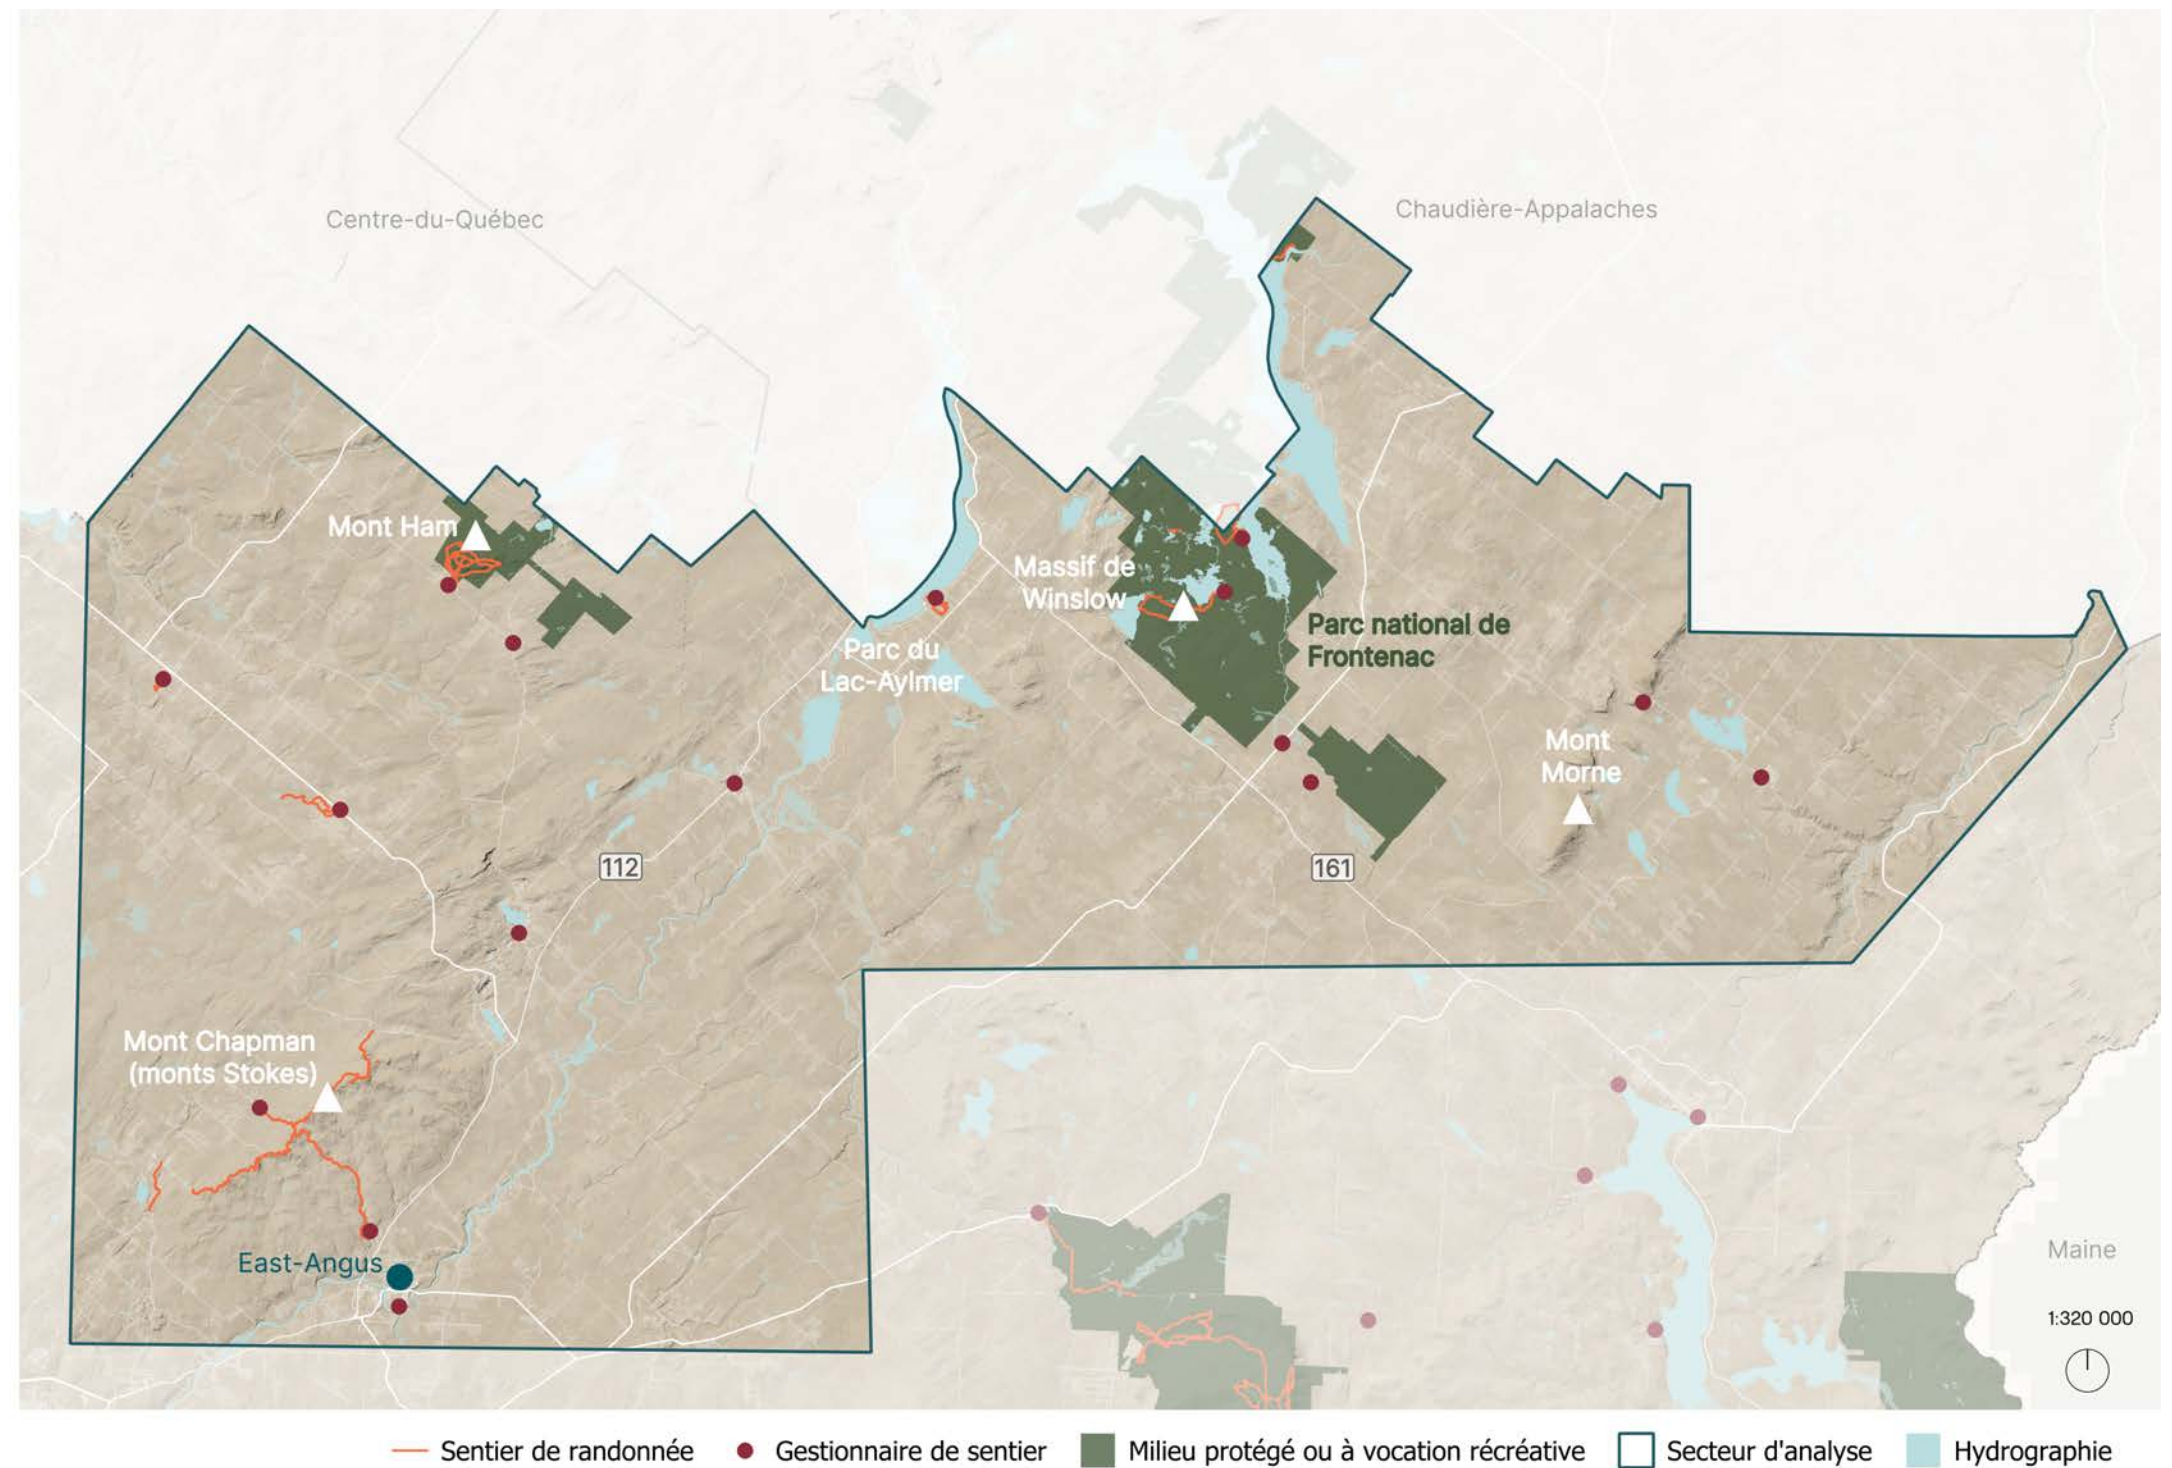 Centre-du-Québec
Chaudière-Appalaches
Mont Ham
Massif de
Winslow
Parc national de
Frontenac
Parc du
Lac-Aylmer
Mont
Morne
112
161
Mont Chapman
(monts Stokes)
East-Angus
Maine
1:320 000
Sentier de randonnée
Gestionnaire de sentier
Milieu protégé ou à vocation récréative
Secteur d'analyse
Hydrographie